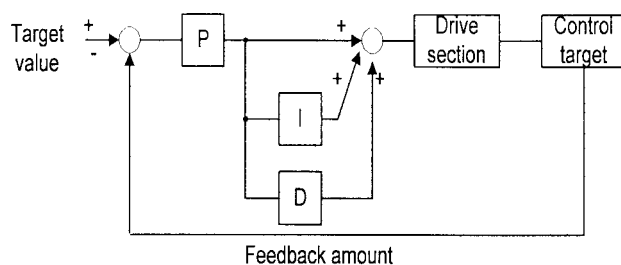 Target
value
+
-
P
+
+
+
I
D
Drive
section
Control
target
Feedback amount